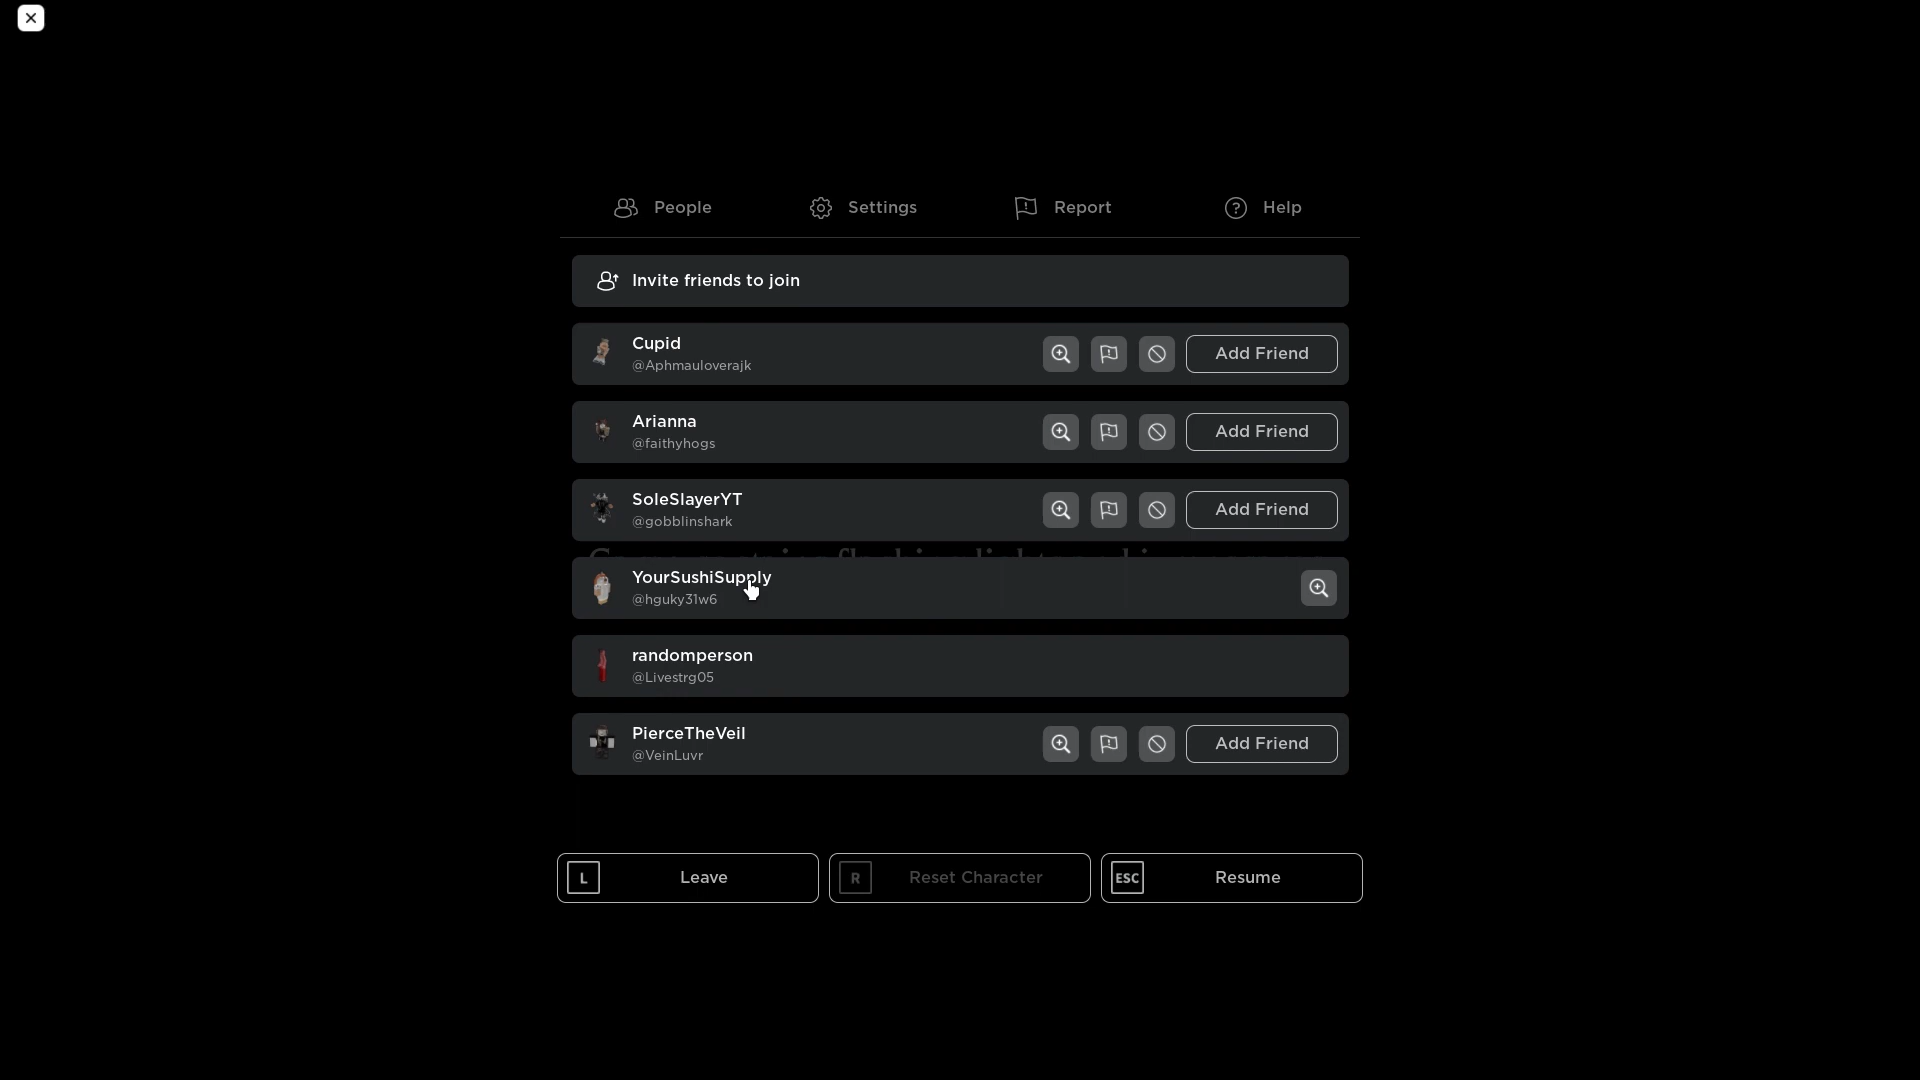 People
Settings
Report
Help
Invite friends to join
Cupid
@Aphmauloverajk
Add Friend
Arianna
@faithyhogs
Add Friend
SoleSlayerYT
@gobblinshark
Add Friend
YourSushiSupply
@hguky31w6
randomperson
@Livestrg05
PierceTheVeil
@VeinLuvr
Add Friend
L
Leave
R
Reset Character
ESC
Resume